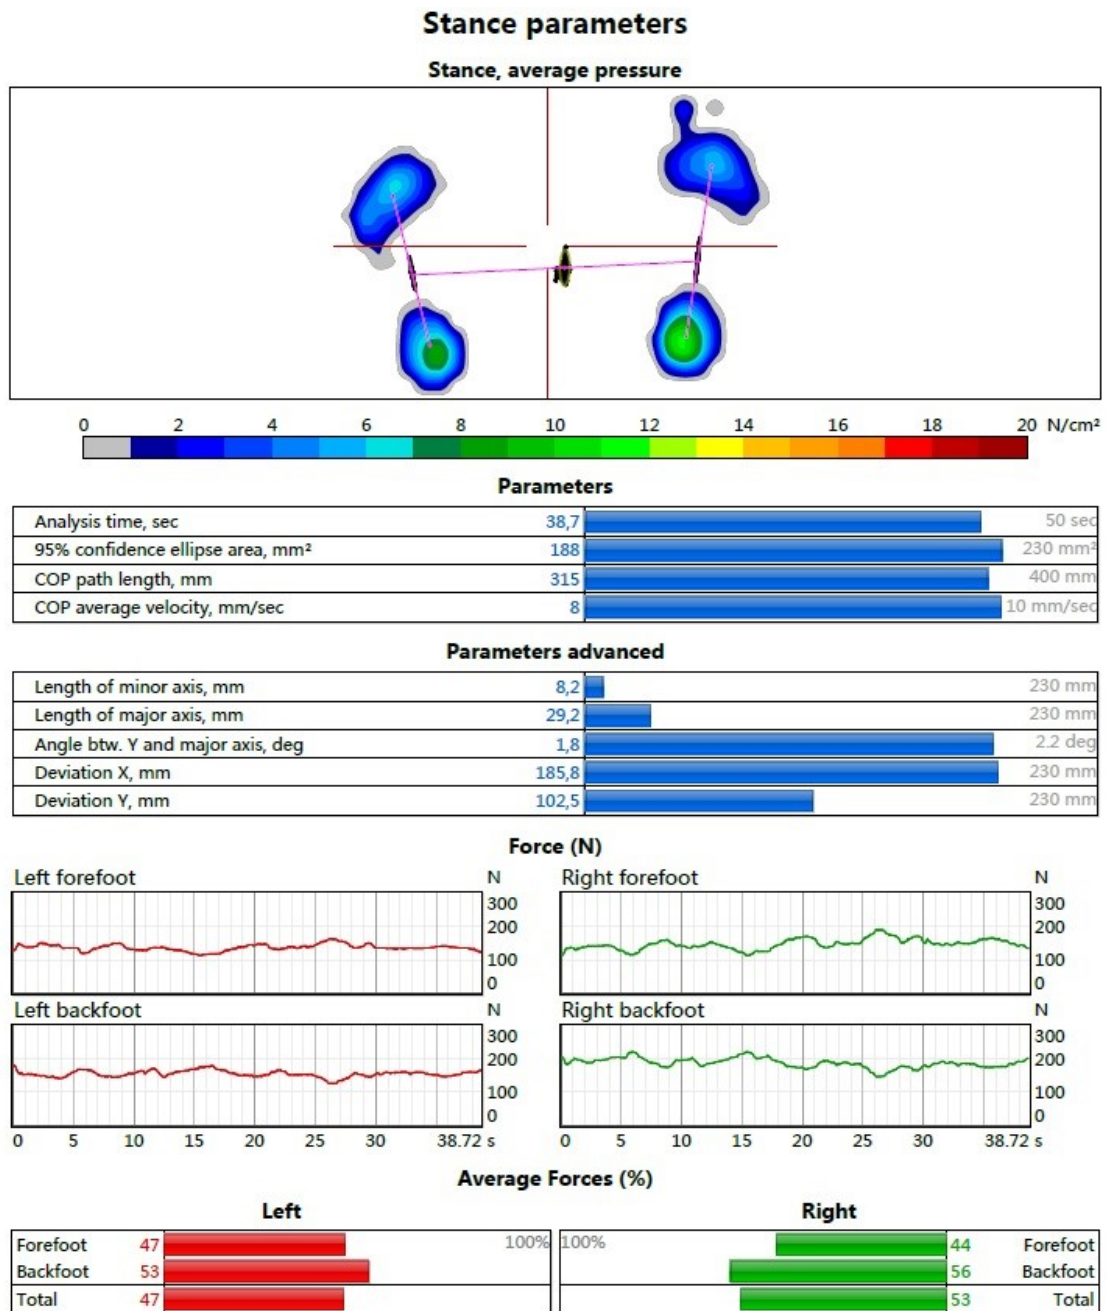 Stance parameters
Stance, average pressure
0 2 4 6 8 10 12 14 16 18 20 N/cm²
Parameters
Analysis time, sec 38,7 50 sec
95% confidence ellipse area, mm² 188 230 mm²
COP path length, mm 315 400 mm
COP average velocity, mm/sec 8 10 mm/sec
Parameters advanced
Length of minor axis, mm 8,2 230 mm
Length of major axis, mm 29,2 230 mm
Angle btw. Y and major axis, deg 1,8 2.2 deg
Deviation X, mm 185,8 230 mm
Deviation Y, mm 102,5 230 mm
Force (N)
Left forefoot N Right forefoot N
300 300
200 200
100 100
0 0
Left backfoot N Right backfoot N
300 300
200 200
100 100
0 0
0 5 10 15 20 25 30 38.72 s 0 5 10 15 20 25 30 38.72 s
Average Forces (%)
Left Right
Forefoot 47 100% 100% 44 Forefoot
Backfoot 53 56 Backfoot
Total 47 53 Total